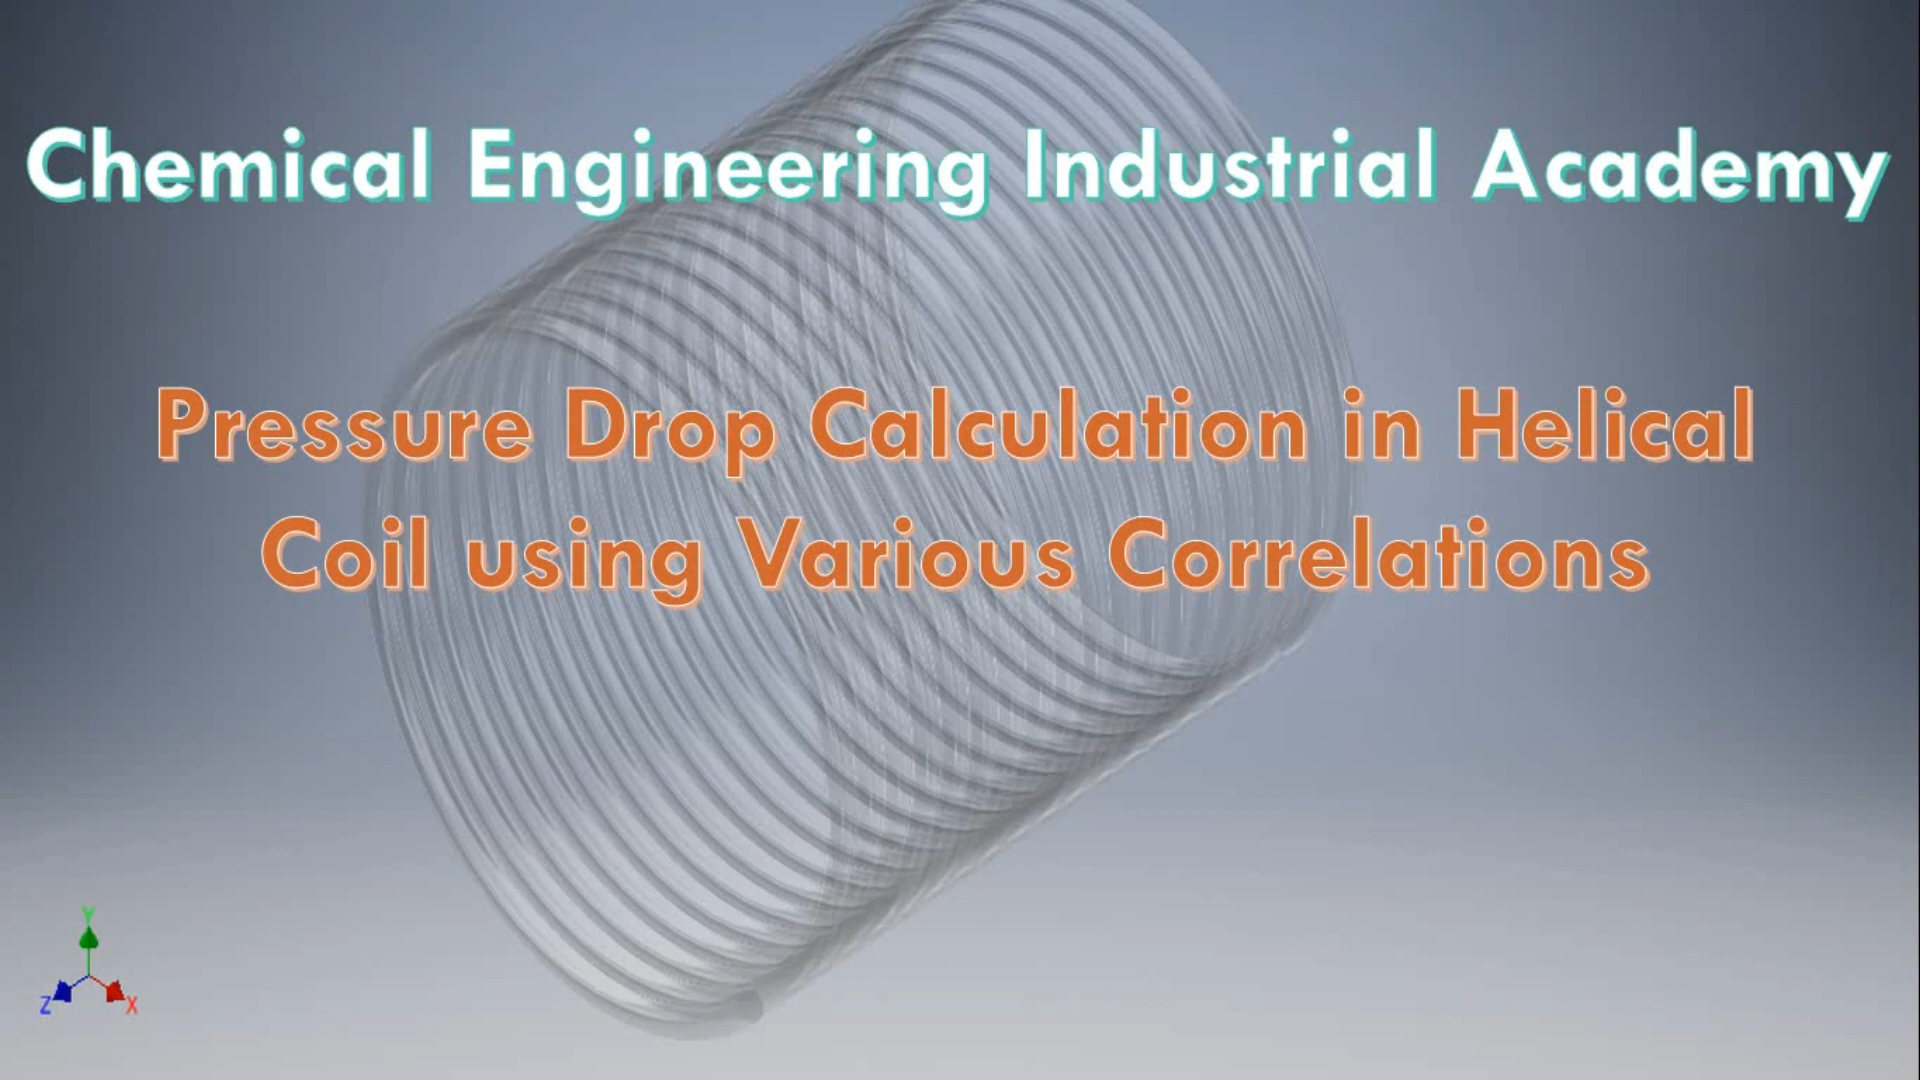 Chemical Engineering Industrial Academy
Pressure Drop Calculation in Helical
Coil using Various Correlations
Y
Z
X